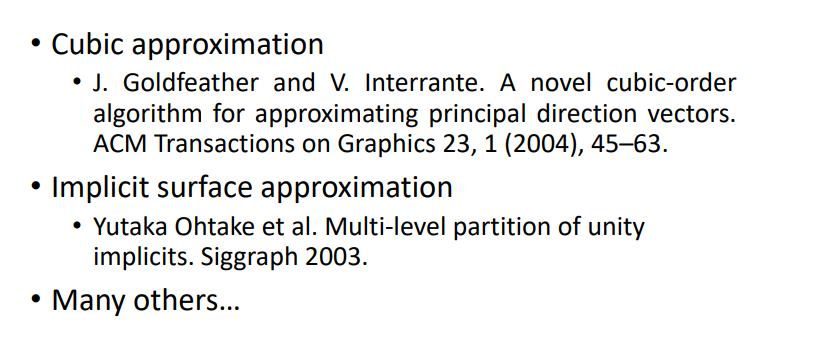 • Cubic approximation
• J. Goldfeather and V. Interrante. A novel cubic-order
algorithm for approximating principal direction vectors.
ACM Transactions on Graphics 23, 1 (2004), 45–63.
• Implicit surface approximation
• Yutaka Ohtake et al. Multi-level partition of unity
implicits. Siggraph 2003.
• Many others…